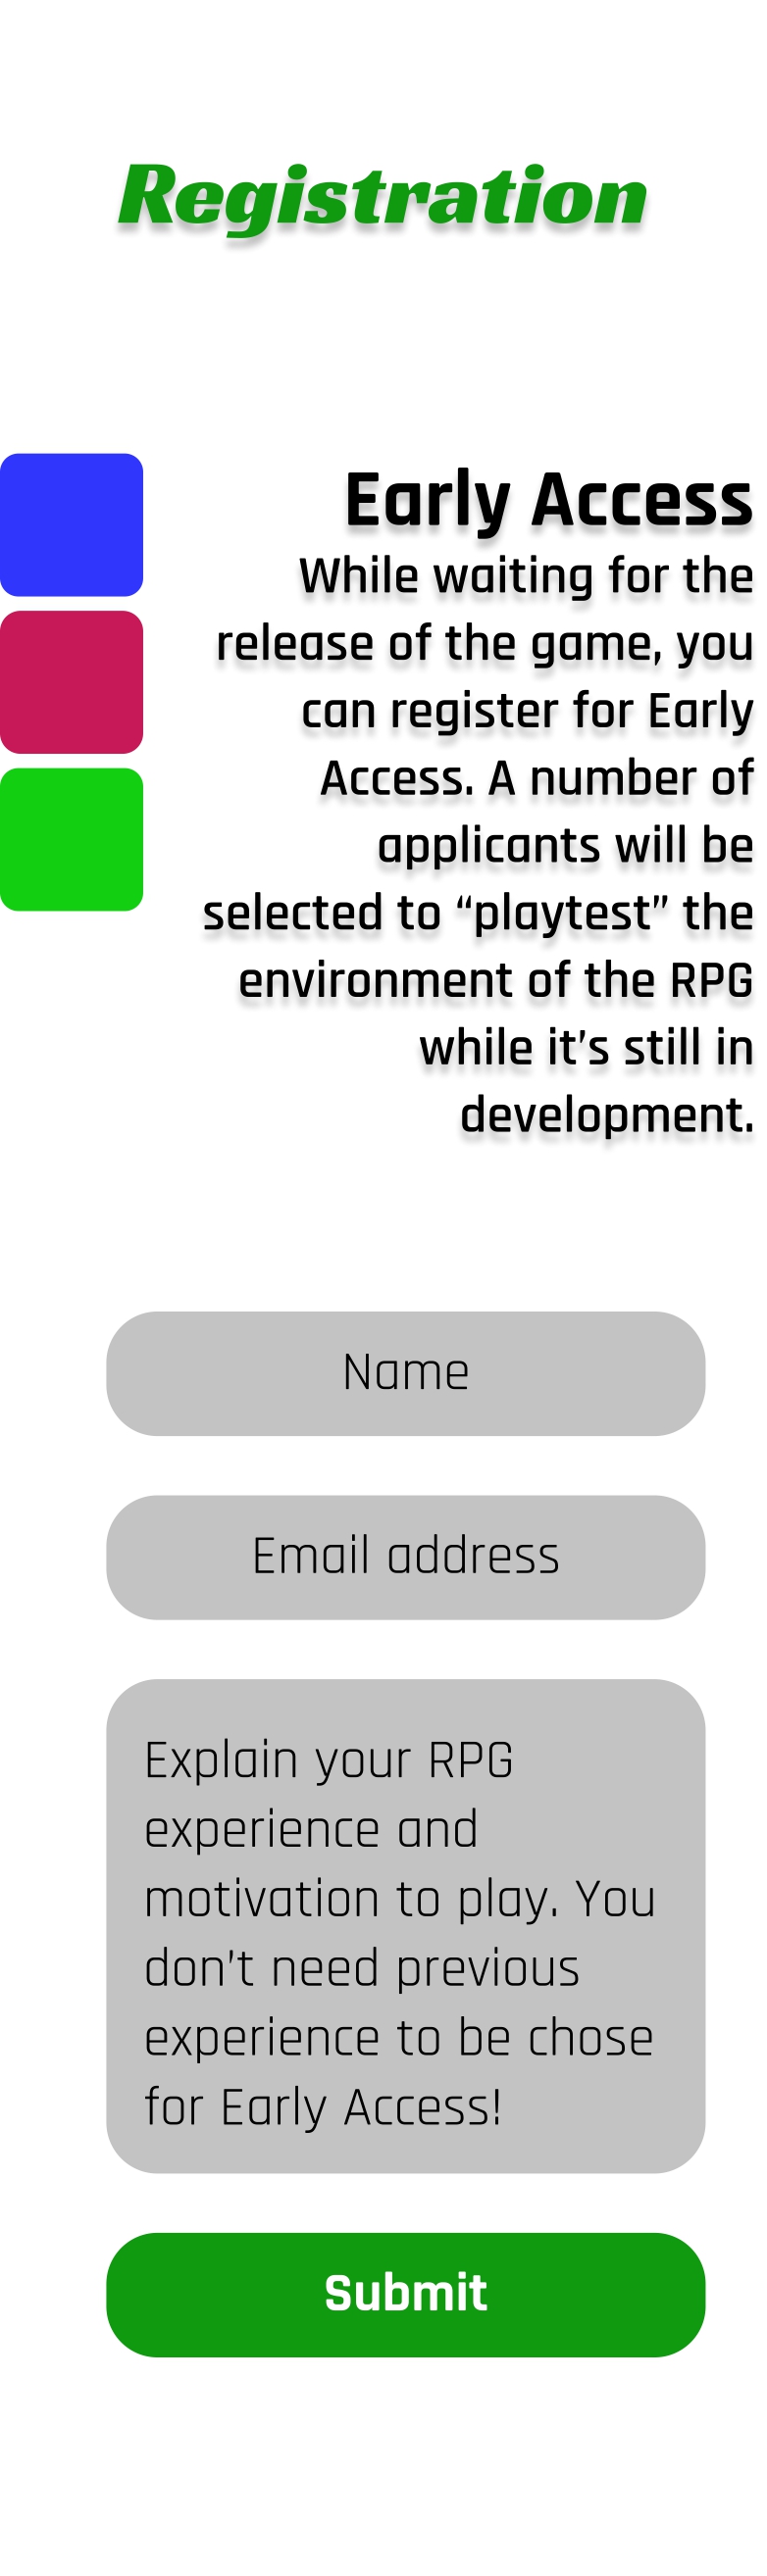 Registration
Early Access
While waiting for the
release of the game, you
can register for Early
Access. A number of
applicants will be
selected to “playtest” the
environment of the RPG
while it’s still in
development.
Name
Email address
Explain your RPG
experience and
motivation to play. You
don’t need previous
experience to be chose
for Early Access!
Submit